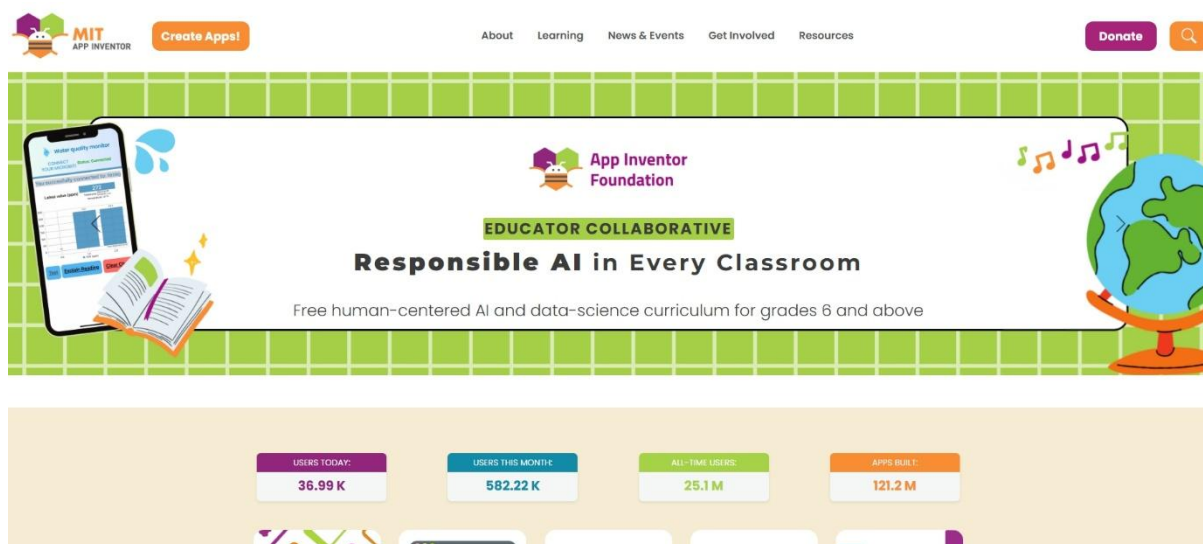 MIT
APP INVENTOR
Create Apps!
About
Learning
News & Events
Get Involved
Resources
Donate
Water quality monitor
App Inventor
Foundation
EDUCATOR COLLABORATIVE
Responsible AI in Every Classroom
Free human-centered AI and data-science curriculum for grades 6 and above
USERS TODAY:
36.99 K
USERS THIS MONTH:
582.22 K
ALL-TIME USERS:
25.1 M
APPS BUILT:
121.2 M